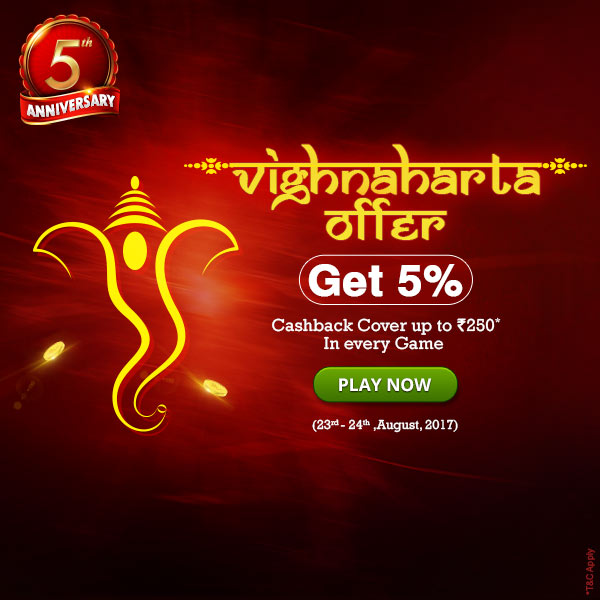 5th
ANNIVERSARY
vighnaharta
offer
Get 5%
Cashback Cover up to ₹250*
In every Game
PLAY NOW
(23rd - 24th ,August, 2017)
*T&C Apply